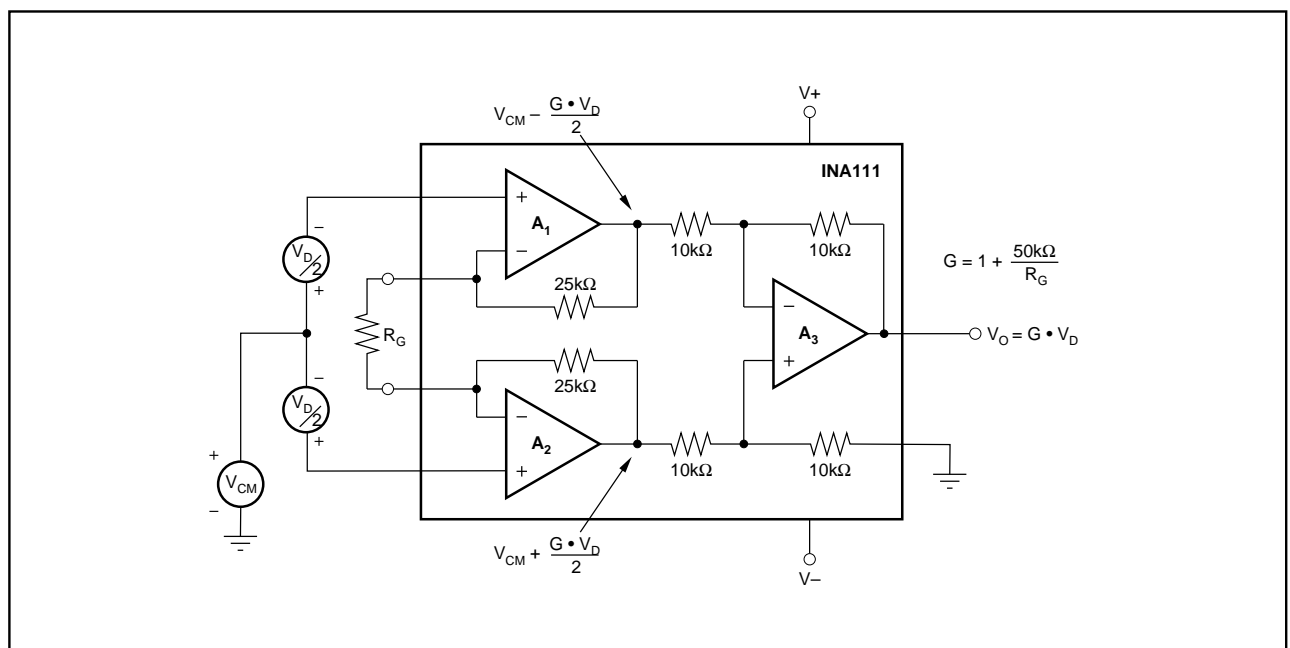 V+
V_CM – G • V_D / 2
INA111
+
A₁
–
–
V_D/2
+
10kΩ
10kΩ
G = 1 + 50kΩ / R_G
25kΩ
–
A₃
+
R_G
V_O = G • V_D
25kΩ
–
V_D/2
+
–
A₂
+
10kΩ
10kΩ
+
V_CM
–
V_CM + G • V_D / 2
V–